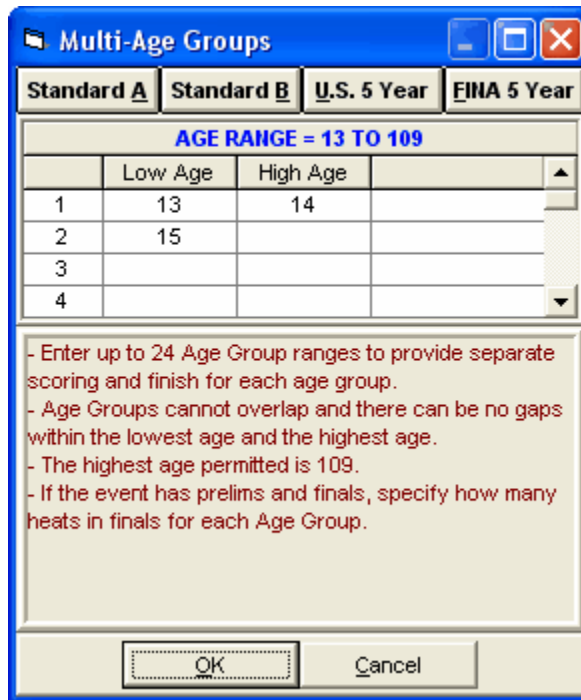 Multi-Age Groups
Standard A Standard B U.S. 5 Year FINA 5 Year
AGE RANGE = 13 TO 109
Low Age High Age
1 13 14
2 15
3
4
- Enter up to 24 Age Group ranges to provide separate
scoring and finish for each age group.
- Age Groups cannot overlap and there can be no gaps
within the lowest age and the highest age.
- The highest age permitted is 109.
- If the event has prelims and finals, specify how many
heats in finals for each Age Group.
OK Cancel